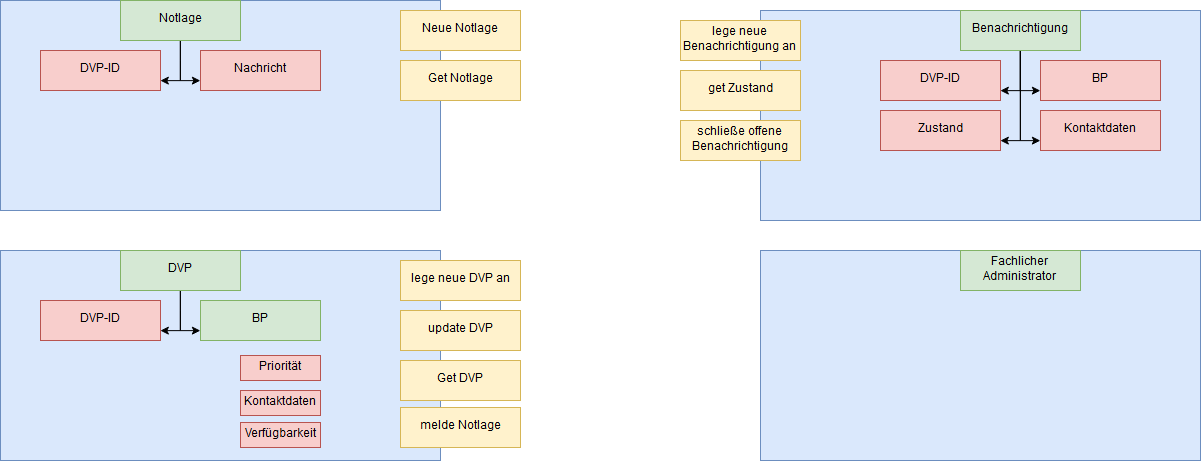 Notlage
DVP-ID
Nachricht
Neue Notlage
Get Notlage
lege neue
Benachrichtigung an
get Zustand
schließe offene
Benachrichtigung
Benachrichtigung
DVP-ID
BP
Zustand
Kontaktdaten
DVP
DVP-ID
BP
Priorität
Kontaktdaten
Verfügbarkeit
lege neue DVP an
update DVP
Get DVP
melde Notlage
Fachlicher
Administrator